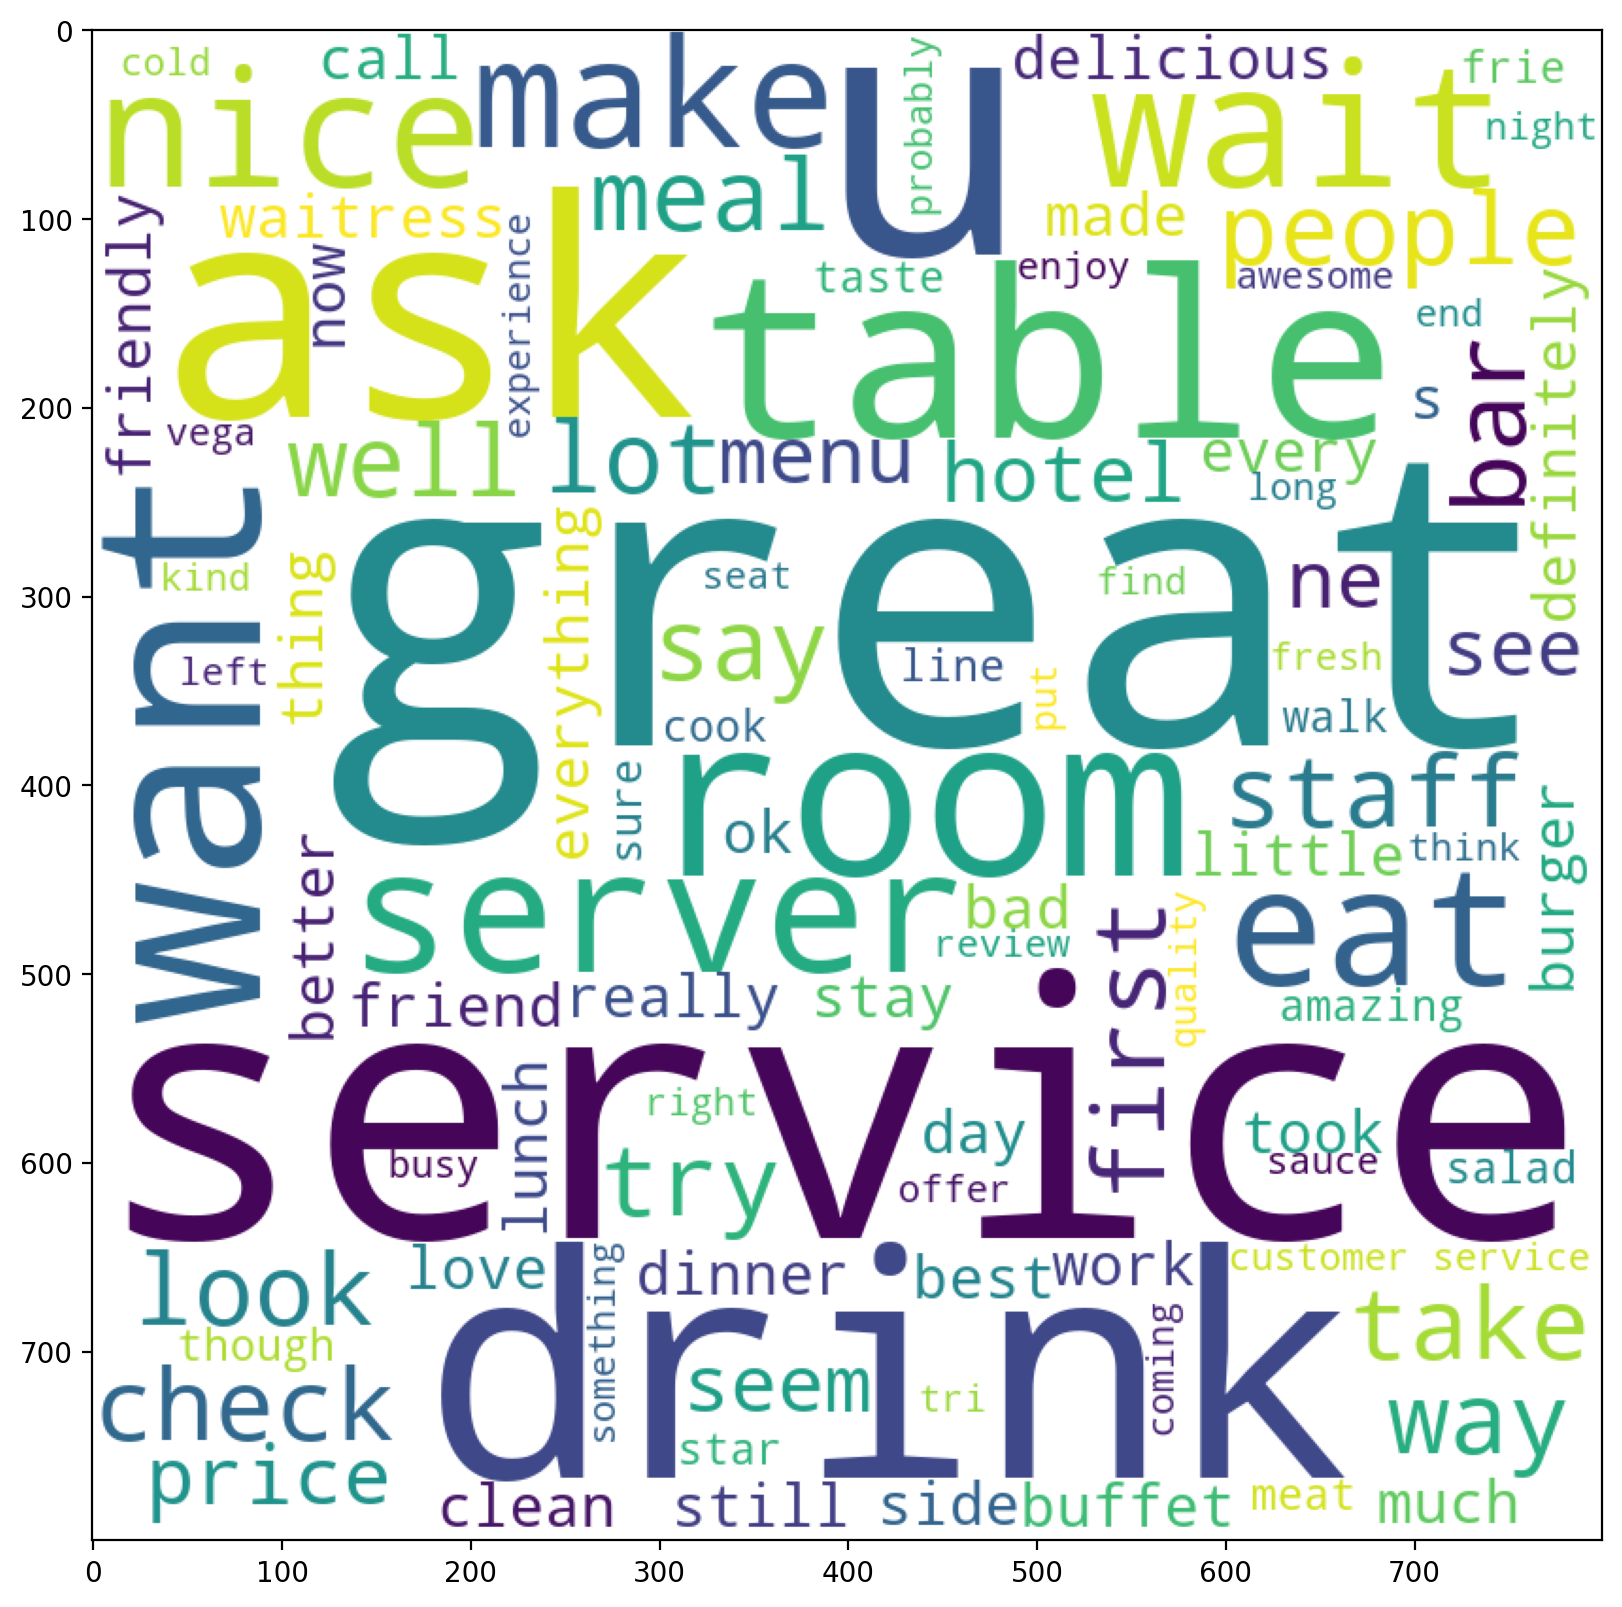 0
cold
call
make
u
probably
delicious
wait
frie
nice
night
meal
100
waitress
made
people
friendly
now
ask
experience
taste
enjoy
awesome
table
end
definitely
bar
s
200
vega
well
lot
menu
hotel
every
long
want
great
kind
thing
everything
seat
find
ne
300
left
say
line
put
fresh
see
cook
walk
room
staff
400
sure
ok
little
think
burger
better
server
bad
review
first
quality
eat
500
friend
really
stay
amazing
service
lunch
right
day
took
600
busy
try
offer
sauce
salad
look
love
something
dinner
best
work
customer service
drink
though
take
700
check
seem
tri
coming
way
star
price
clean
still
side
buffet
meat
much
0 100 200 300 400 500 600 700